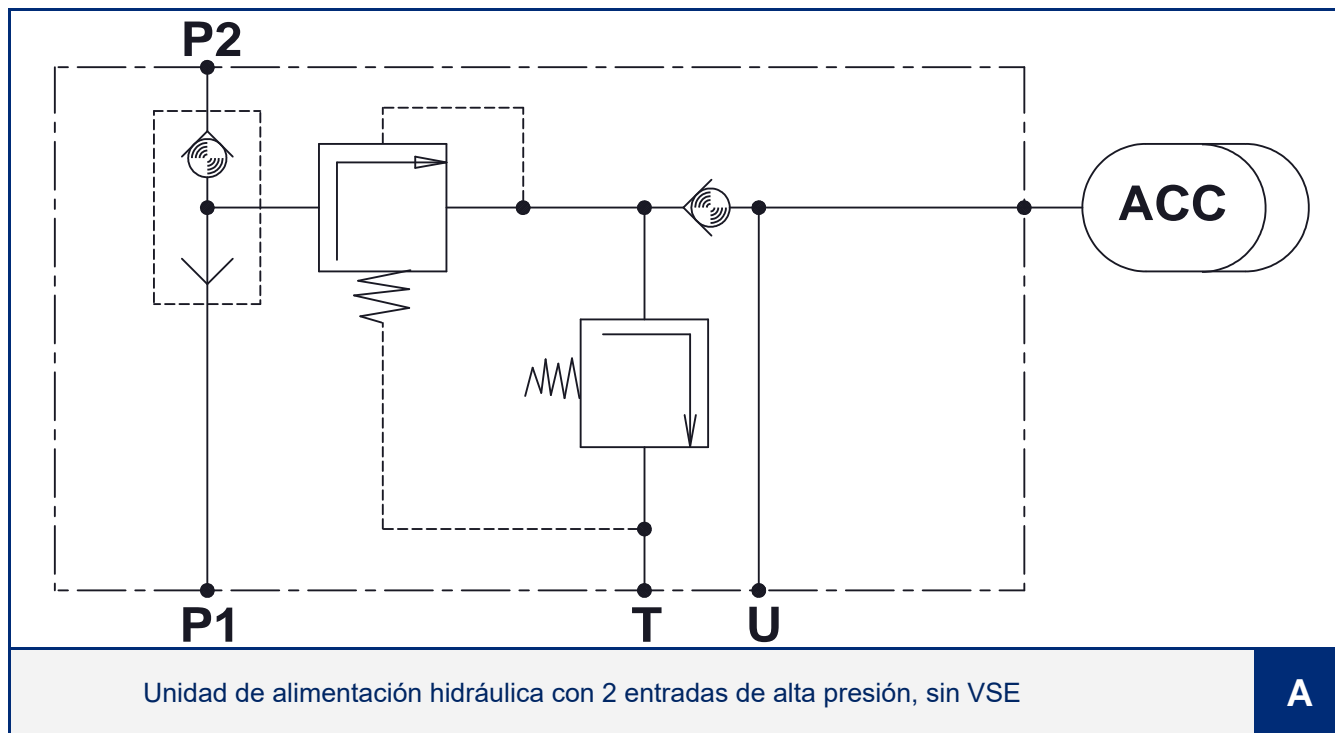 P2
ACC
P1
T
U
Unidad de alimentación hidráulica con 2 entradas de alta presión, sin VSE
A